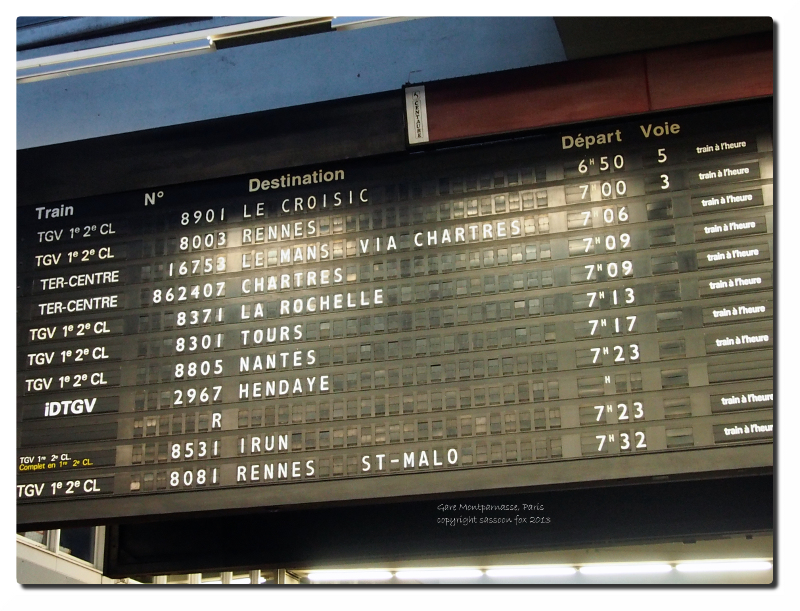 CENTAURE
Train N° Destination Départ Voie
TGV 1e 2e CL 8901 LE CROISIC 6H50 5 train à l'heure
TGV 1e 2e CL 8003 RENNES 7H00 3 train à l'heure
TER-CENTRE 16753 LE MANS VIA CHARTRES 7H06 train à l'heure
TER-CENTRE 862407 CHARTRES 7H09 train à l'heure
TGV 1e 2e CL 8371 LA ROCHELLE 7H09 train à l'heure
TGV 1e 2e CL 8301 TOURS 7H13 train à l'heure
TGV 1e 2e CL 8805 NANTES 7H17 train à l'heure
iDTGV 2967 HENDAYE 7H23 train à l'heure
R H
TGV 1re 2e CL. 8531 IRUN 7H23 train à l'heure
Complet en 1re 2e CL.
TGV 1e 2e CL 8081 RENNES ST-MALO 7H32 train à l'heure
Gare Montparnasse, Paris
copyright sassoon fox 2013